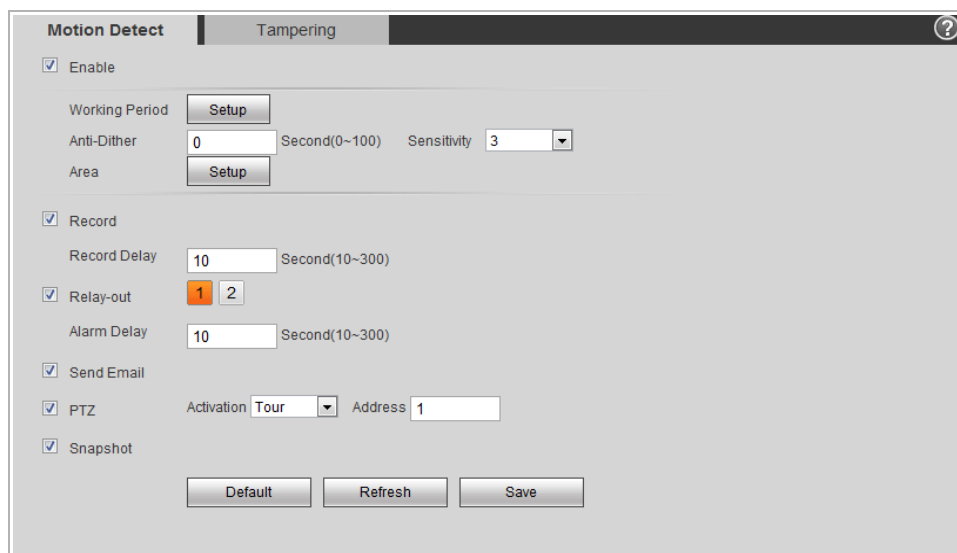 Motion Detect Tampering ?
Enable
Working Period Setup
Anti-Dither 0 Second(0~100) Sensitivity 3
Area Setup
Record
Record Delay 10 Second(10~300)
Relay-out 1 2
Alarm Delay 10 Second(10~300)
Send Email
PTZ Activation Tour Address 1
Snapshot
Default Refresh Save